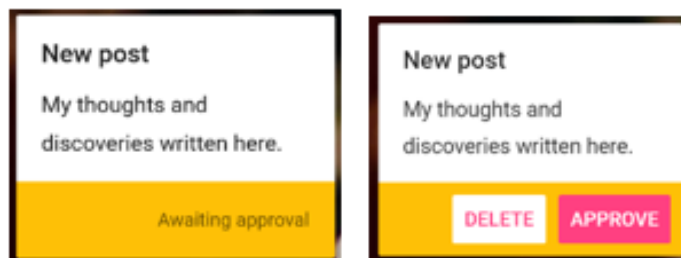 New post
My thoughts and
discoveries written here.
Awaiting approval
New post
My thoughts and
discoveries written here.
DELETE APPROVE